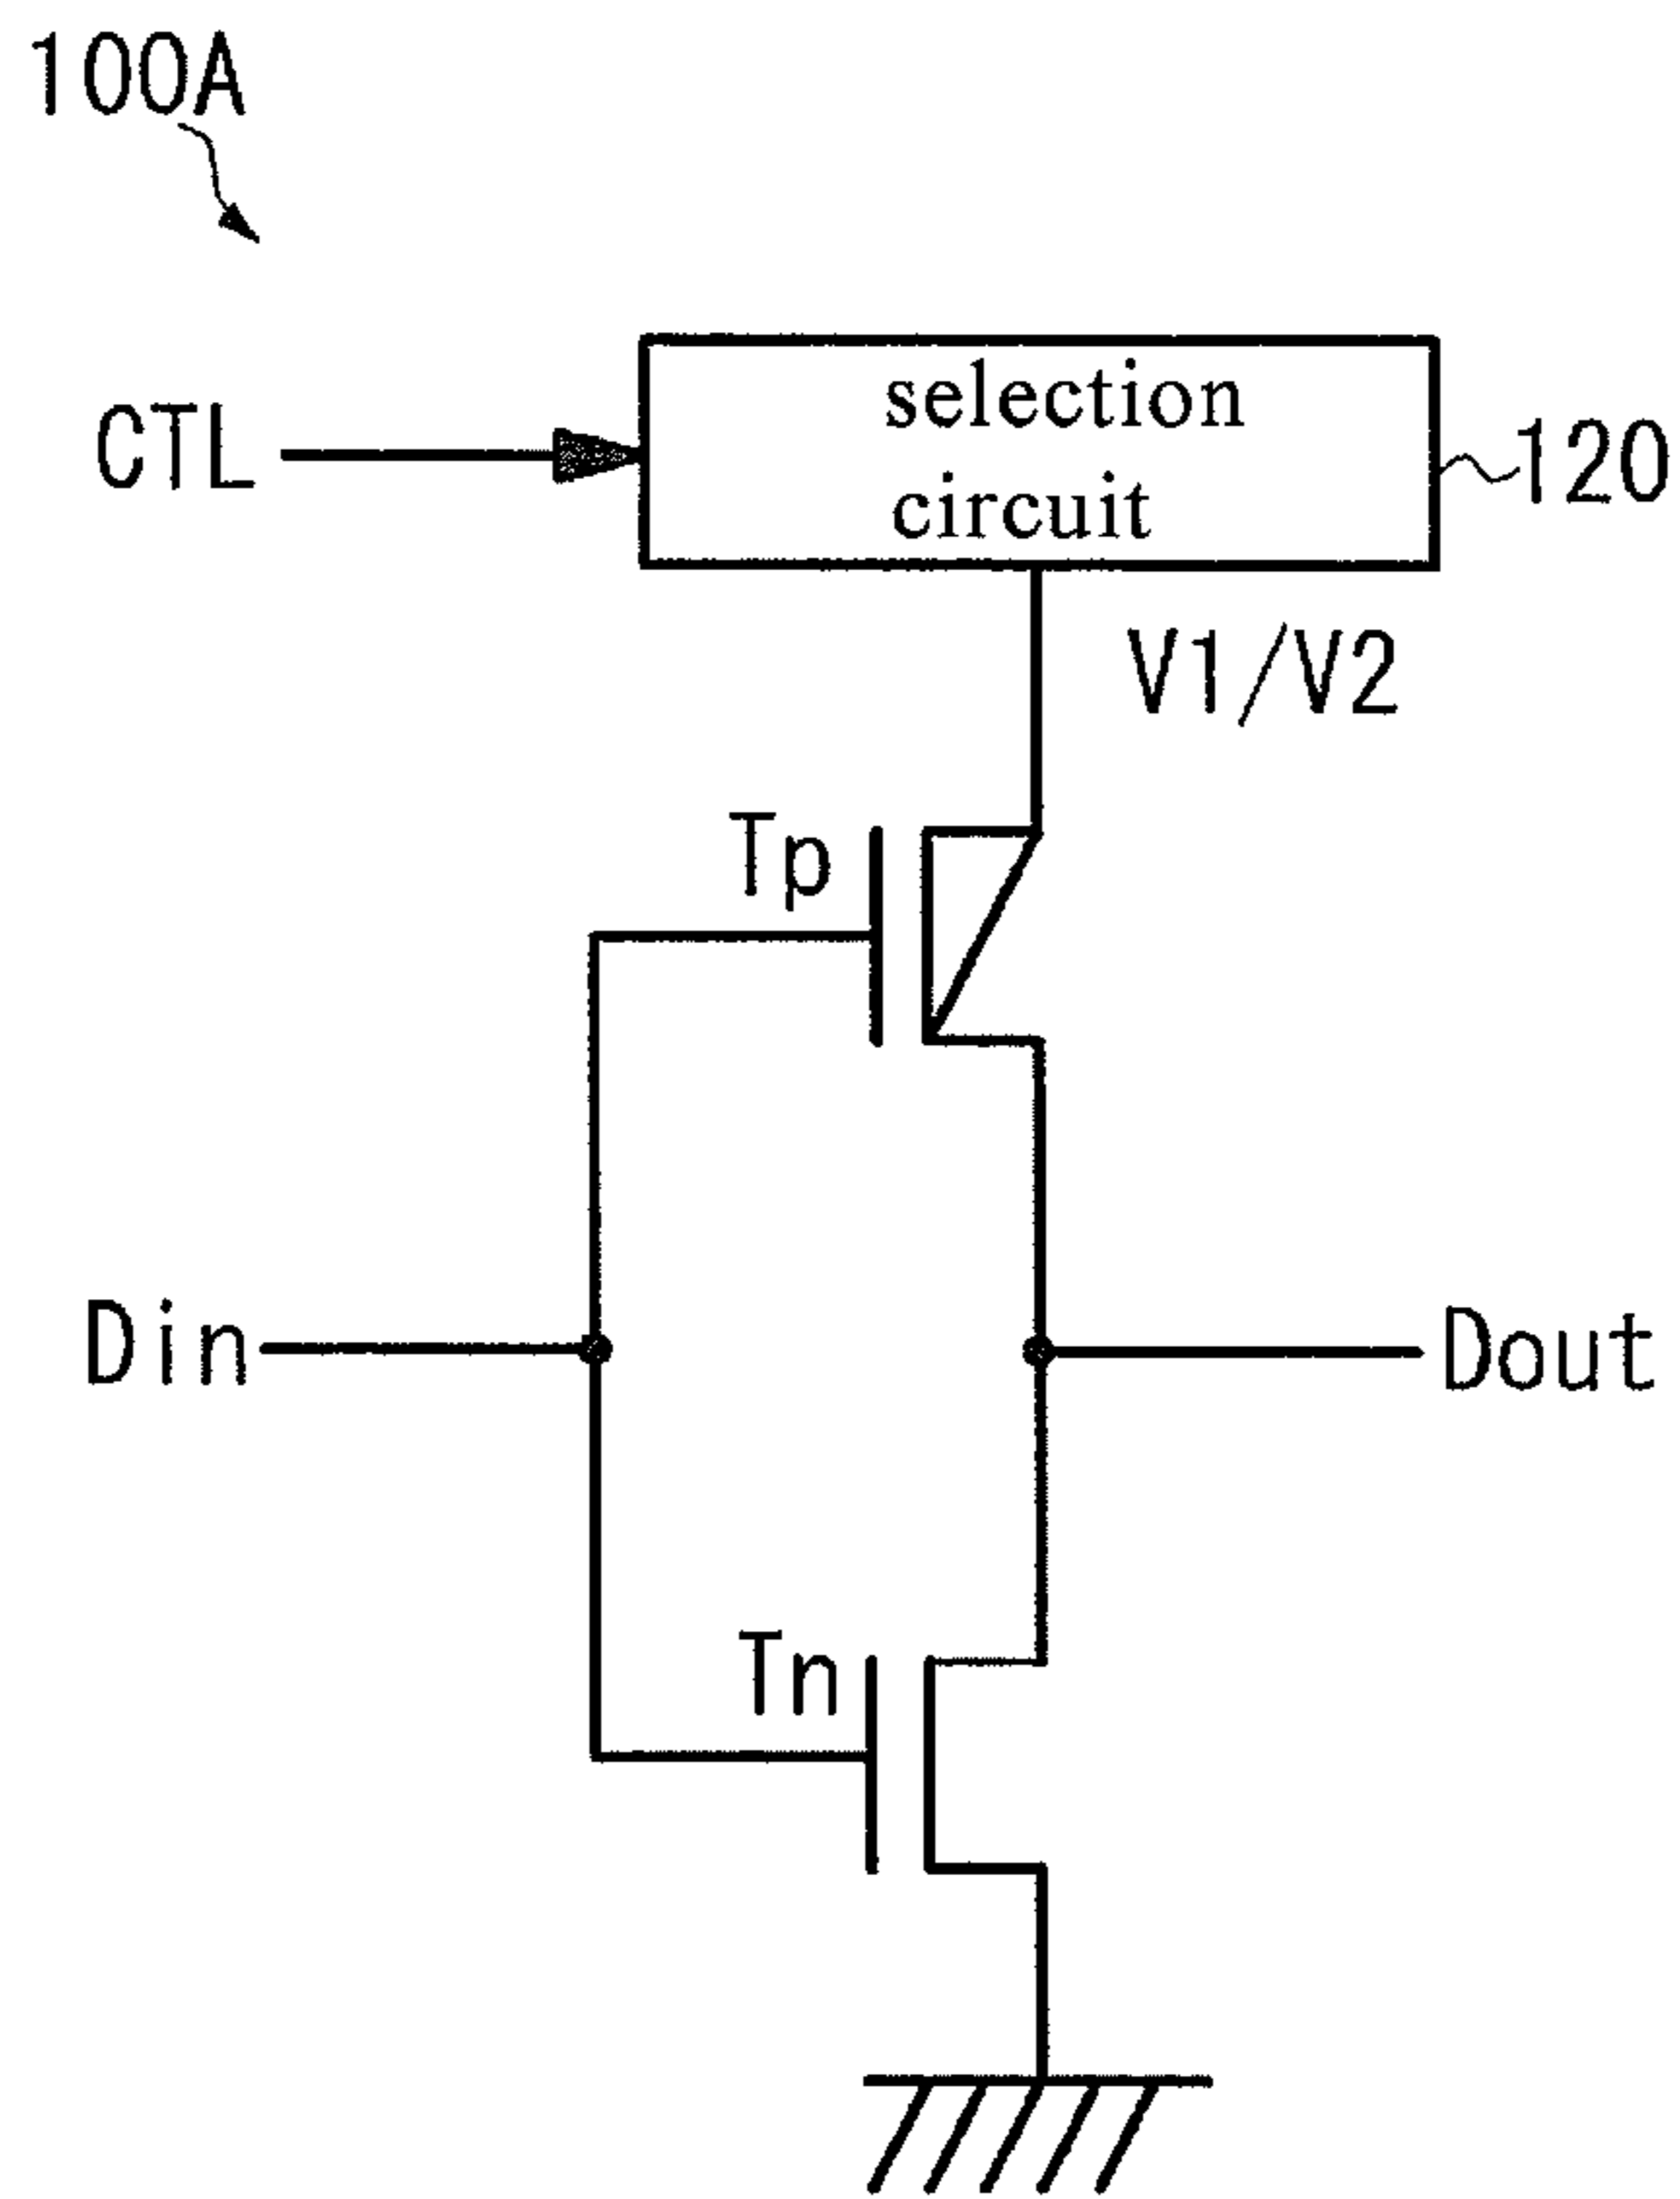 100A
selection
CTL
circuit
120
V1/V2
Tp
Din
Dout
Tn